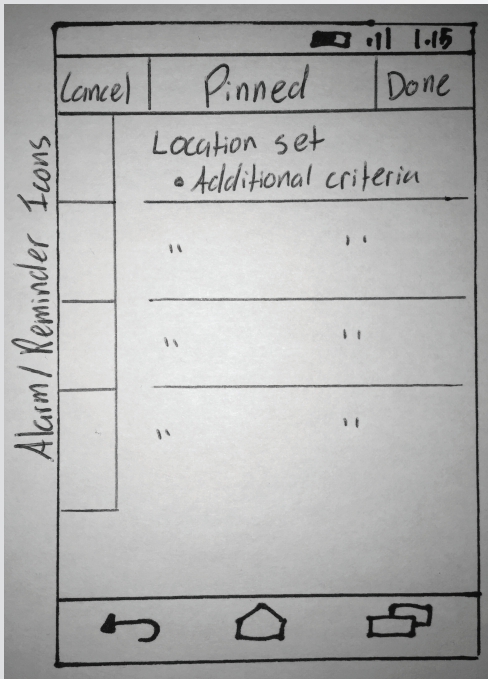 1.15
Cancel Pinned Done
Location set
• Additional criteria
" "
" "
" "
Alarm/Reminder Icons